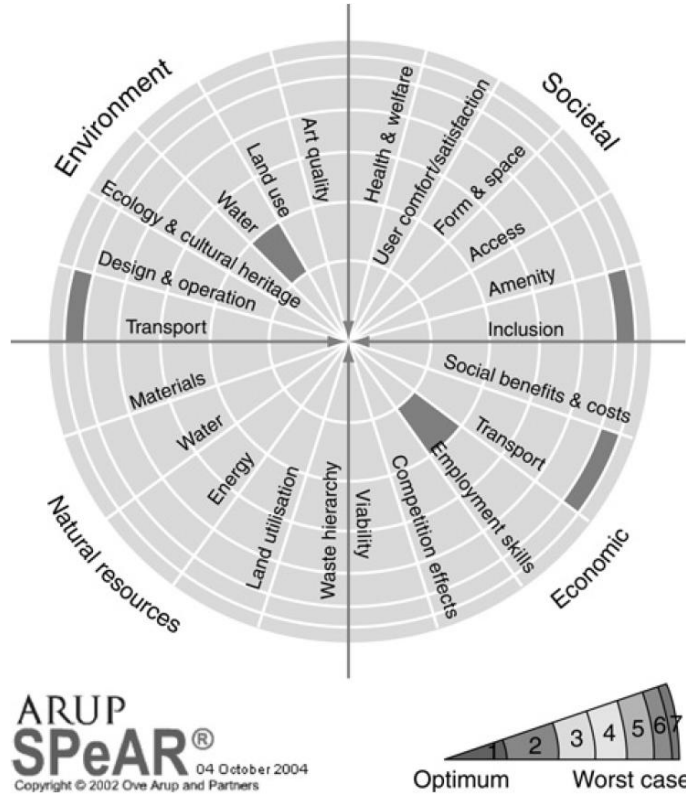 Environment
Societal
Art quality
Land use
Water
Ecology & cultural heritage
Design & operation
Transport
Health & welfare
User comfort/satisfaction
Form & space
Access
Amenity
Inclusion
Materials
Water
Energy
Land utilisation
Waste hierarchy
Social benefits & costs
Transport
Employment skills
Competition effects
Viability
Natural resources
Economic
ARUP
SPeAR®
04 October 2004
Copyright © 2002 Ove Arup and Partners
1 2 3 4 5 6 7
Optimum Worst case